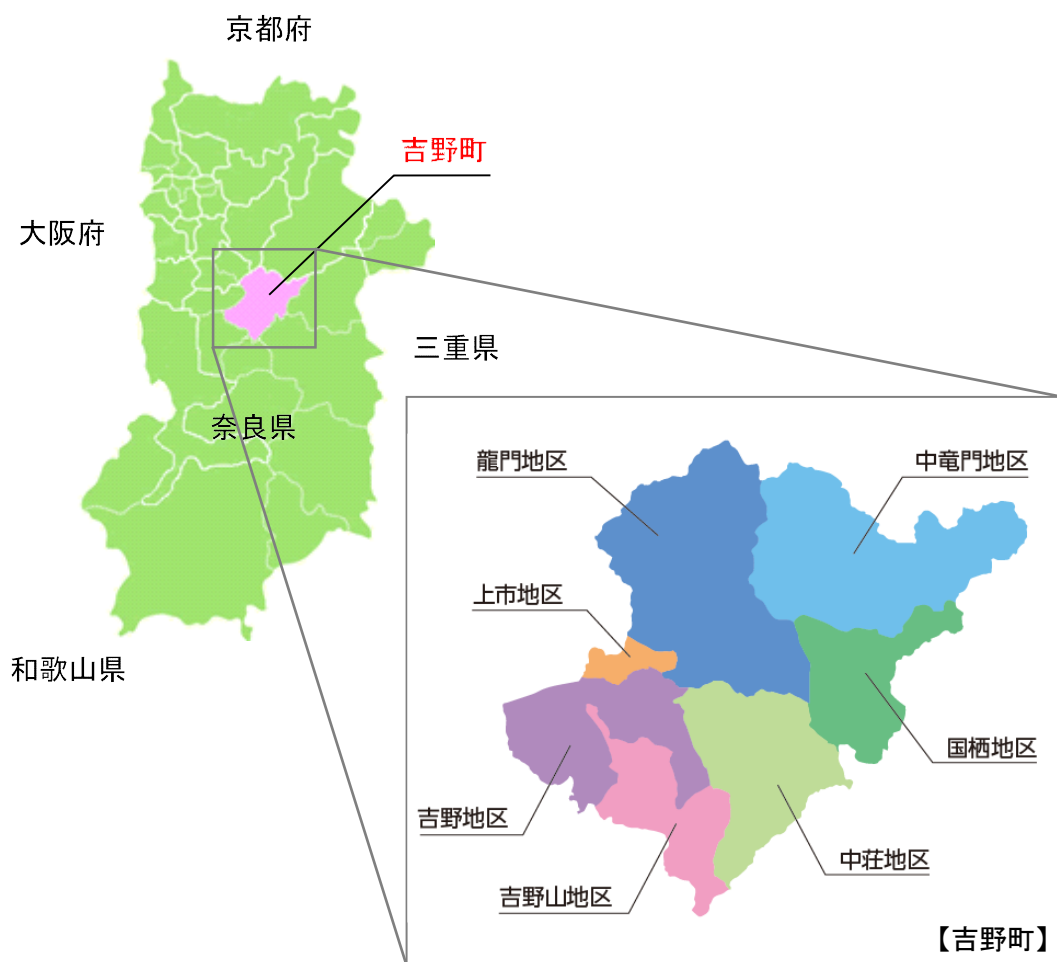 京都府
吉野町
大阪府
三重県
奈良県
和歌山県
龍門地区
中竜門地区
上市地区
国栖地区
吉野地区
中荘地区
吉野山地区
【吉野町】